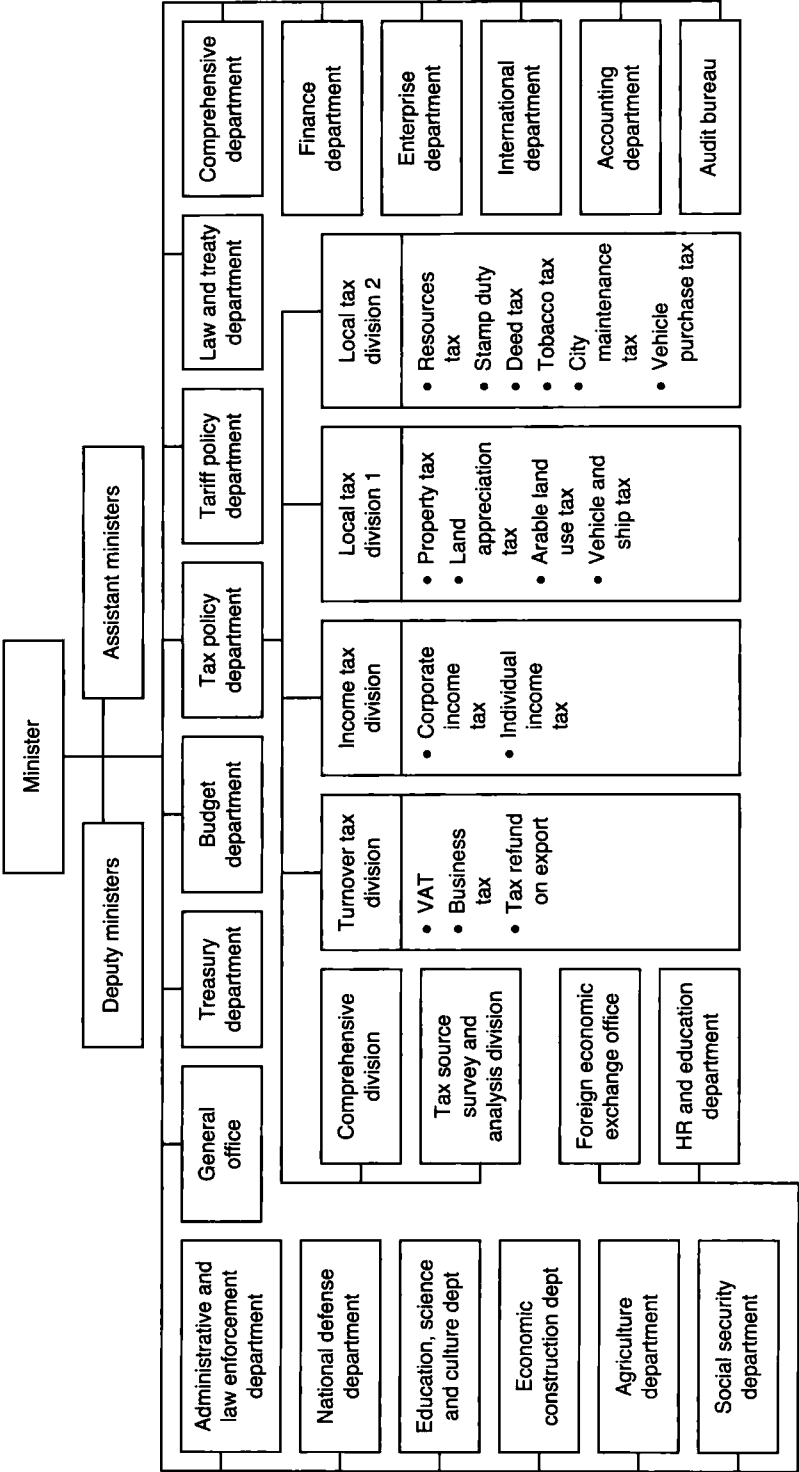 Minister
Deputy ministers
Assistant ministers
General
office
Treasury
department
Budget
department
Tax policy
department
Tariff policy
department
Law and treaty
department
Comprehensive
department
Administrative and
law enforcement
department
National defense
department
Education, science
and culture dept
Economic
construction dept
Agriculture
department
Social security
department
Comprehensive
division
Tax source
survey and
analysis division
Foreign economic
exchange office
HR and education
department
Turnover tax
division
• VAT
• Business
tax
• Tax refund
on export
Income tax
division
• Corporate
income
tax
• Individual
income
tax
Local tax
division 1
• Property tax
• Land
appreciation
tax
• Arable land
use tax
• Vehicle and
ship tax
Local tax
division 2
• Resources
tax
• Stamp duty
• Deed tax
• Tobacco tax
• City
maintenance
tax
• Vehicle
purchase tax
Finance
department
Enterprise
department
International
department
Accounting
department
Audit bureau